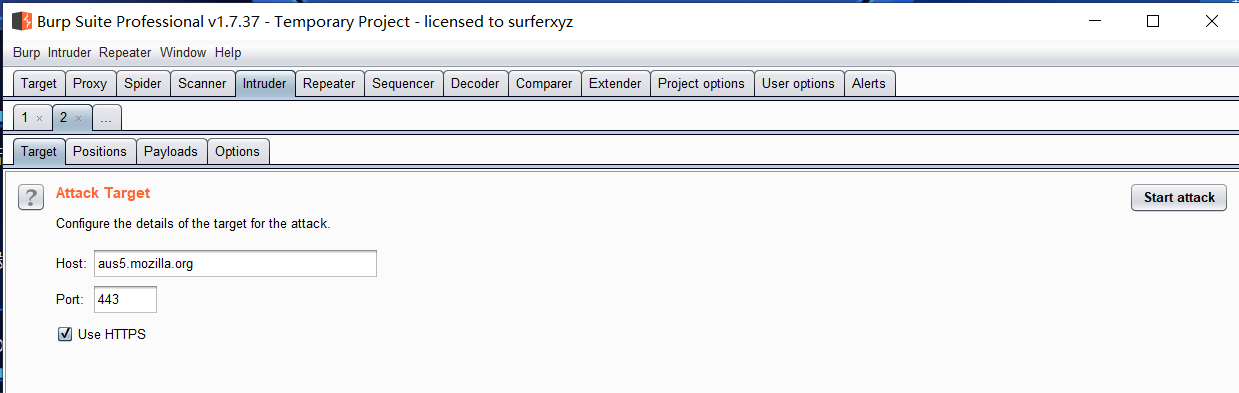 Burp Suite Professional v1.7.37 - Temporary Project - licensed to surferxyz
Burp Intruder Repeater Window Help
Target Proxy Spider Scanner Intruder Repeater Sequencer Decoder Comparer Extender Project options User options Alerts
1 × 2 × ...
Target Positions Payloads Options
? Attack Target Start attack
Configure the details of the target for the attack.
Host: aus5.mozilla.org
Port: 443
Use HTTPS